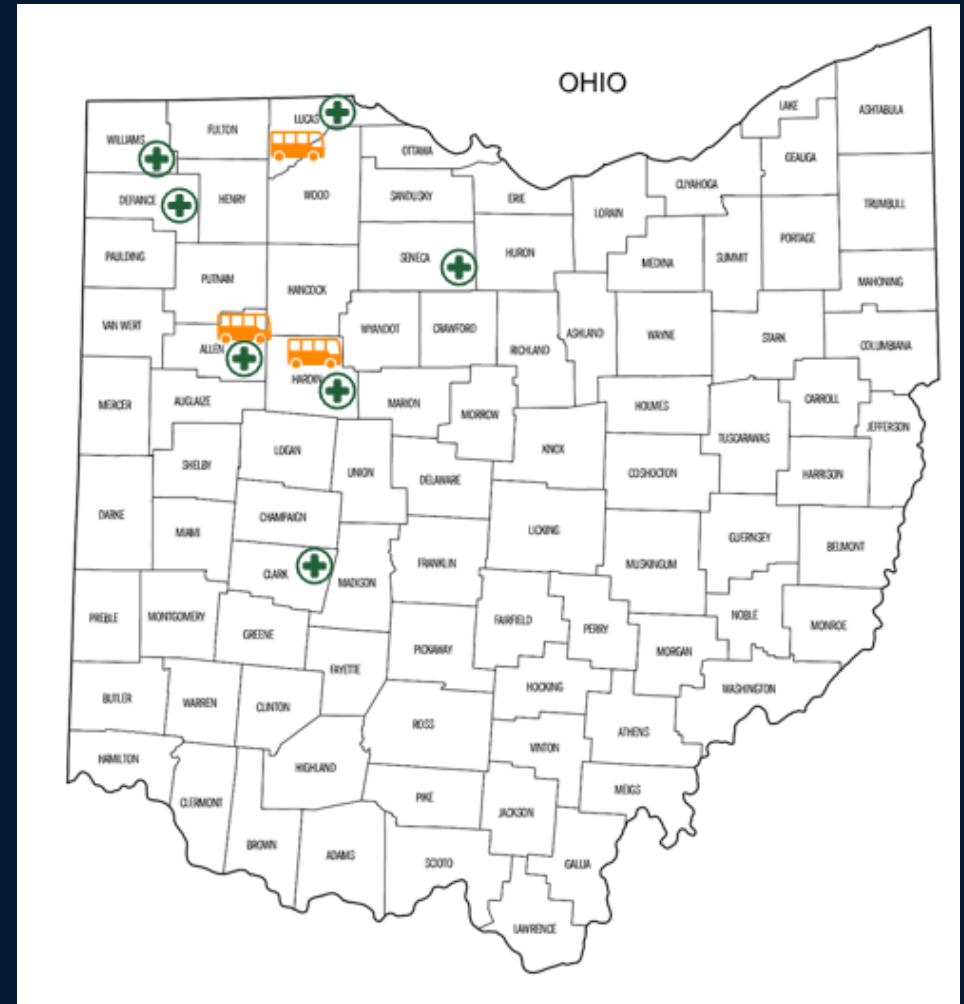 OHIO
LAKE
ASHTABULA
LUCAS
FULTON
WILLIAMS
OTTAWA
GEAUGA
CUYAHOGA
DEFIANCE
HENRY
WOOD
SANDUSKY
ERIE
LORAIN
TRUMBULL
PORTAGE
SUMMIT
MEDINA
HURON
SENECA
PAULDING
PUTNAM
HANCOCK
MAHONING
VAN WERT
ALLEN
WYANDOT
CRAWFORD
RICHLAND
ASHLAND
WAYNE
STARK
COLUMBIANA
HARDIN
MERCER
AUGLAIZE
MARION
MORROW
HOLMES
CARROLL
JEFFERSON
TUSCARAWAS
LOGAN
KNOX
SHELBY
UNION
DELAWARE
COSHOCTON
HARRISON
DARKE
CHAMPAIGN
MIAMI
LICKING
GUERNSEY
BELMONT
FRANKLIN
MUSKINGUM
CLARK
MADISON
PREBLE
MONTGOMERY
GREENE
FAIRFIELD
PERRY
NOBLE
MONROE
PICKAWAY
MORGAN
FAYETTE
HOCKING
WASHINGTON
BUTLER
WARREN
CLINTON
ROSS
ATHENS
VINTON
HAMILTON
HIGHLAND
MEIGS
PIKE
JACKSON
CLERMONT
BROWN
ADAMS
SCIOTO
GALLIA
LAWRENCE